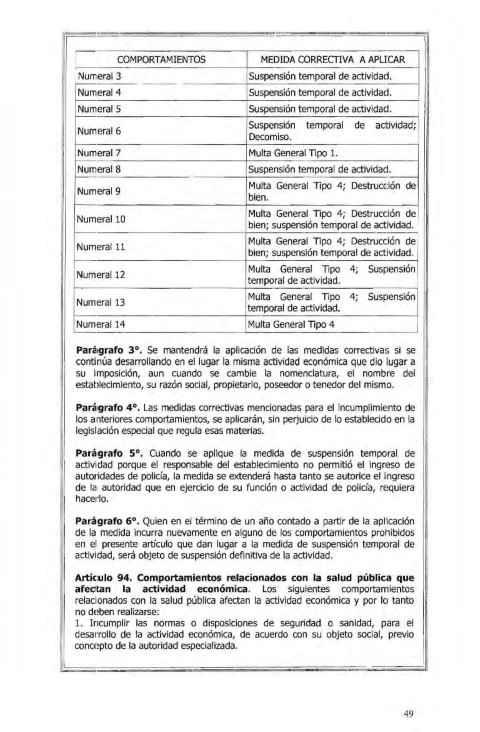 COMPORTAMIENTOS MEDIDA CORRECTIVA A APLICAR
Numeral 3 Suspensión temporal de actividad.
Numeral 4 Suspensión temporal de actividad.
Numeral 5 Suspensión temporal de actividad.
Numeral 6 Suspensión temporal de actividad;
Decomiso.
Numeral 7 Multa General Tipo 1.
Numeral 8 Suspensión temporal de actividad.
Numeral 9 Multa General Tipo 4; Destrucción de
bien.
Numeral 10 Multa General Tipo 4; Destrucción de
bien; suspensión temporal de actividad.
Numeral 11 Multa General Tipo 4; Destrucción de
bien; suspensión temporal de actividad.
Numeral 12 Multa General Tipo 4; Suspensión
temporal de actividad.
Numeral 13 Multa General Tipo 4; Suspensión
temporal de actividad.
Numeral 14 Multa General Tipo 4
Parágrafo 3º. Se mantendrá la aplicación de las medidas correctivas si se
continúa desarrollando en el lugar la misma actividad económica que dio lugar a
su imposición, aun cuando se cambie la nomenclatura, el nombre del
establecimiento, su razón social, propietario, poseedor o tenedor del mismo.
Parágrafo 4º. Las medidas correctivas mencionadas para el incumplimiento de
los anteriores comportamientos, se aplicarán, sin perjuicio de lo establecido en la
legislación especial que regula esas materias.
Parágrafo 5º. Cuando se aplique la medida de suspensión temporal de
actividad porque el responsable del establecimiento no permitió el ingreso de
autoridades de policía, la medida se extenderá hasta tanto se autorice el ingreso
de la autoridad que en ejercicio de su función o actividad de policía, requiera
hacerlo.
Parágrafo 6º. Quien en el término de un año contado a partir de la aplicación
de la medida incurra nuevamente en alguno de los comportamientos prohibidos
en el presente artículo que dan lugar a la medida de suspensión temporal de
actividad, será objeto de suspensión definitiva de la actividad.
Artículo 94. Comportamientos relacionados con la salud pública que
afectan la actividad económica. Los siguientes comportamientos
relacionados con la salud pública afectan la actividad económica y por lo tanto
no deben realizarse:
1. Incumplir las normas o disposiciones de seguridad o sanidad, para el
desarrollo de la actividad económica, de acuerdo con su objeto social, previo
concepto de la autoridad especializada.
49